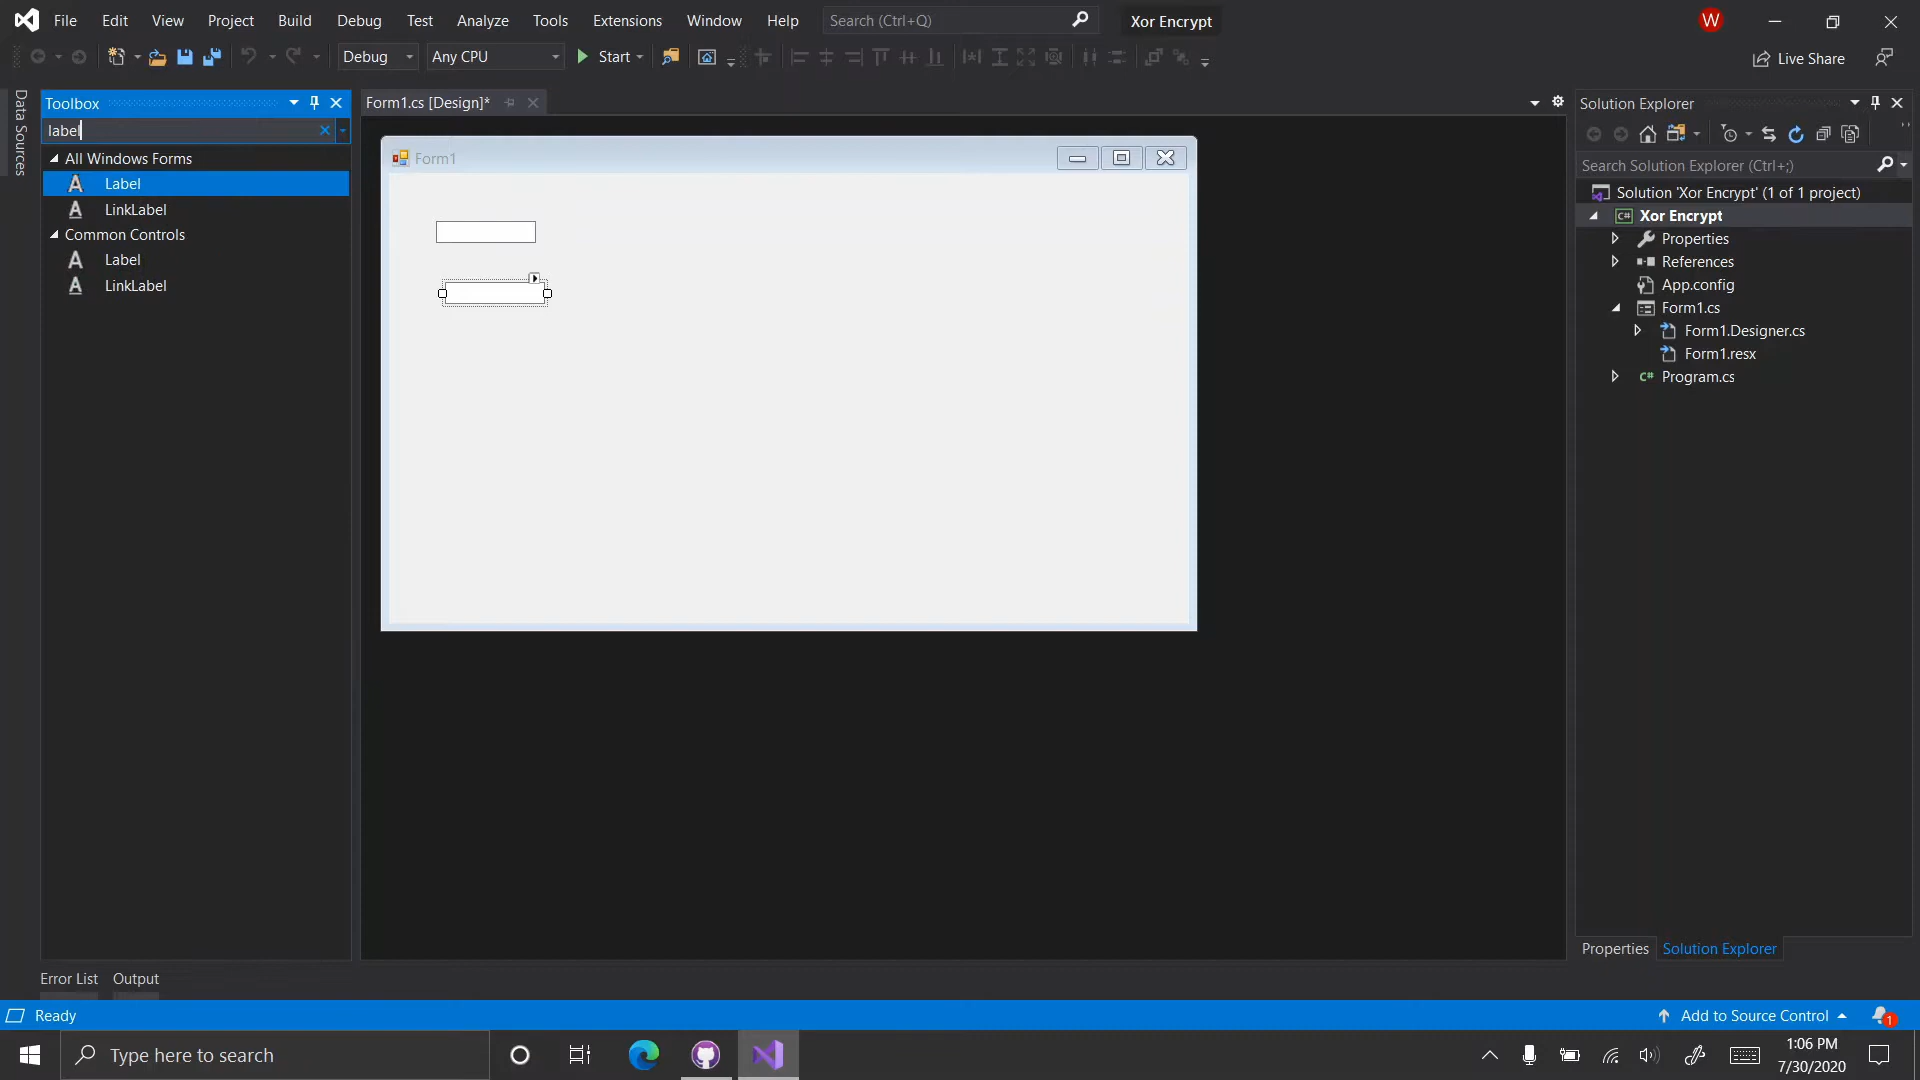 File Edit View Project Build Debug Test Analyze Tools Extensions Window Help Search (Ctrl+Q) Xor Encrypt W
Debug Any CPU Start Live Share
Data Sources
Toolbox
label
All Windows Forms
Label
LinkLabel
Common Controls
Label
LinkLabel
Form1.cs [Design]*
Form1
Solution Explorer
Search Solution Explorer (Ctrl+;)
Solution 'Xor Encrypt' (1 of 1 project)
C# Xor Encrypt
Properties
References
App.config
Form1.cs
Form1.Designer.cs
Form1.resx
C# Program.cs
Properties Solution Explorer
Error List Output
Ready Add to Source Control 1
Type here to search 1:06 PM
7/30/2020